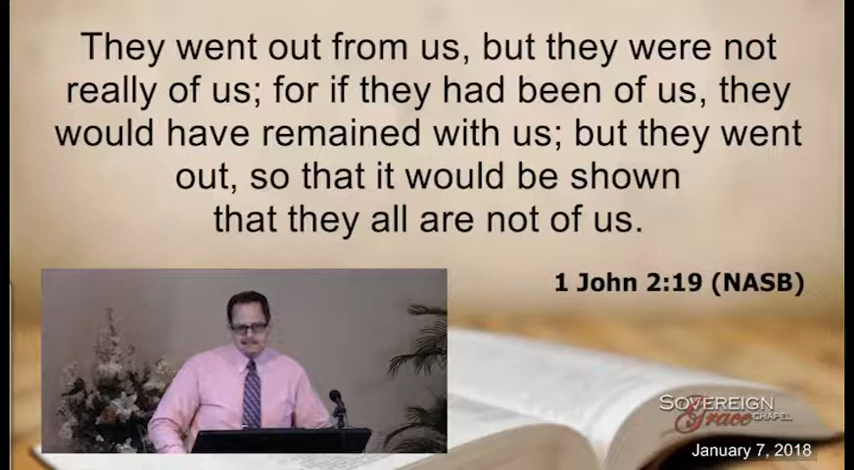 They went out from us, but they were not
really of us; for if they had been of us, they
would have remained with us; but they went
out, so that it would be shown
that they all are not of us.
1 John 2:19 (NASB)
SOVEREIGN
Grace CHAPEL
January 7, 2018